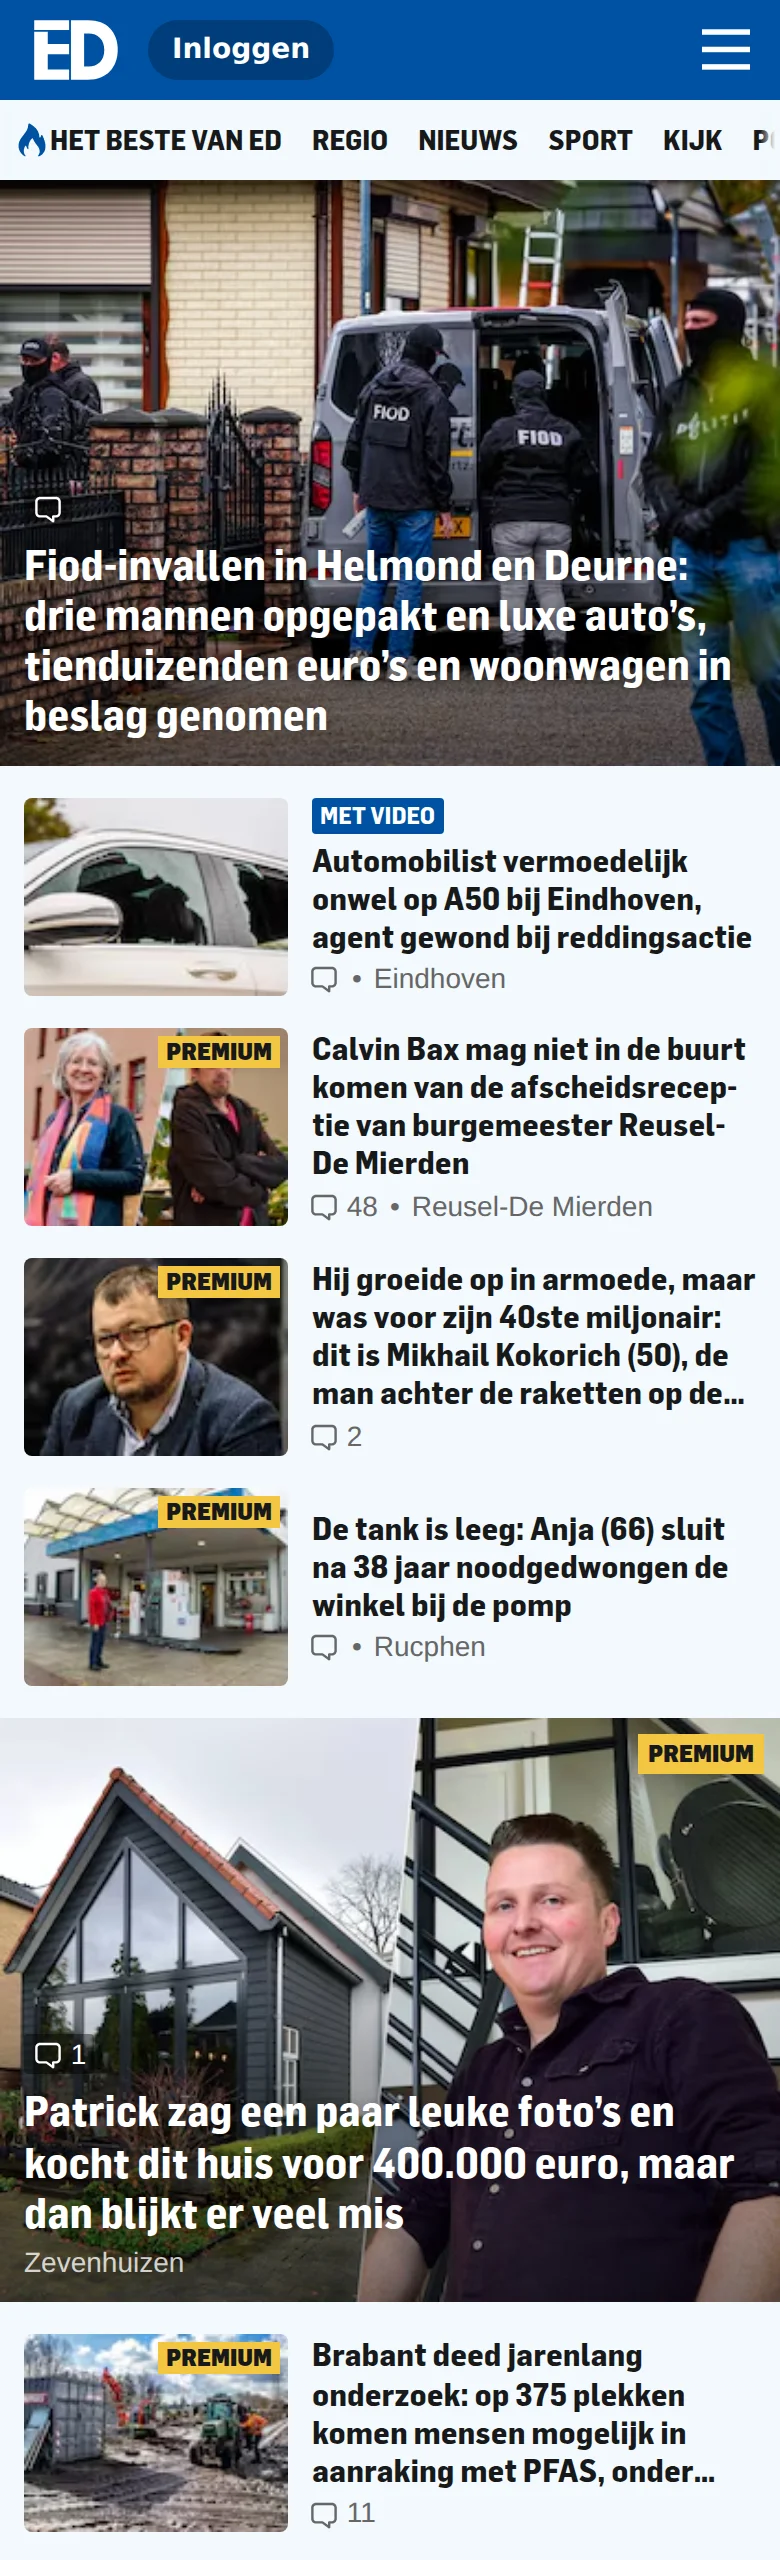 ED
Inloggen
HET BESTE VAN ED REGIO NIEUWS SPORT KIJK
FIOD
FIOD
POLITIE
Fiod-invallen in Helmond en Deurne:
drie mannen opgepakt en luxe auto’s,
tienduizenden euro’s en woonwagen in
beslag genomen
MET VIDEO
Automobilist vermoedelijk
onwel op A50 bij Eindhoven,
agent gewond bij reddingsactie
• Eindhoven
PREMIUM
Calvin Bax mag niet in de buurt
komen van de afscheidsrecep-
tie van burgemeester Reusel-
De Mierden
48 • Reusel-De Mierden
PREMIUM
Hij groeide op in armoede, maar
was voor zijn 40ste miljonair:
dit is Mikhail Kokorich (50), de
man achter de raketten op de...
2
PREMIUM
De tank is leeg: Anja (66) sluit
na 38 jaar noodgedwongen de
winkel bij de pomp
• Rucphen
PREMIUM
1
Patrick zag een paar leuke foto’s en
kocht dit huis voor 400.000 euro, maar
dan blijkt er veel mis
Zevenhuizen
PREMIUM
Brabant deed jarenlang
onderzoek: op 375 plekken
komen mensen mogelijk in
aanraking met PFAS, onder...
11